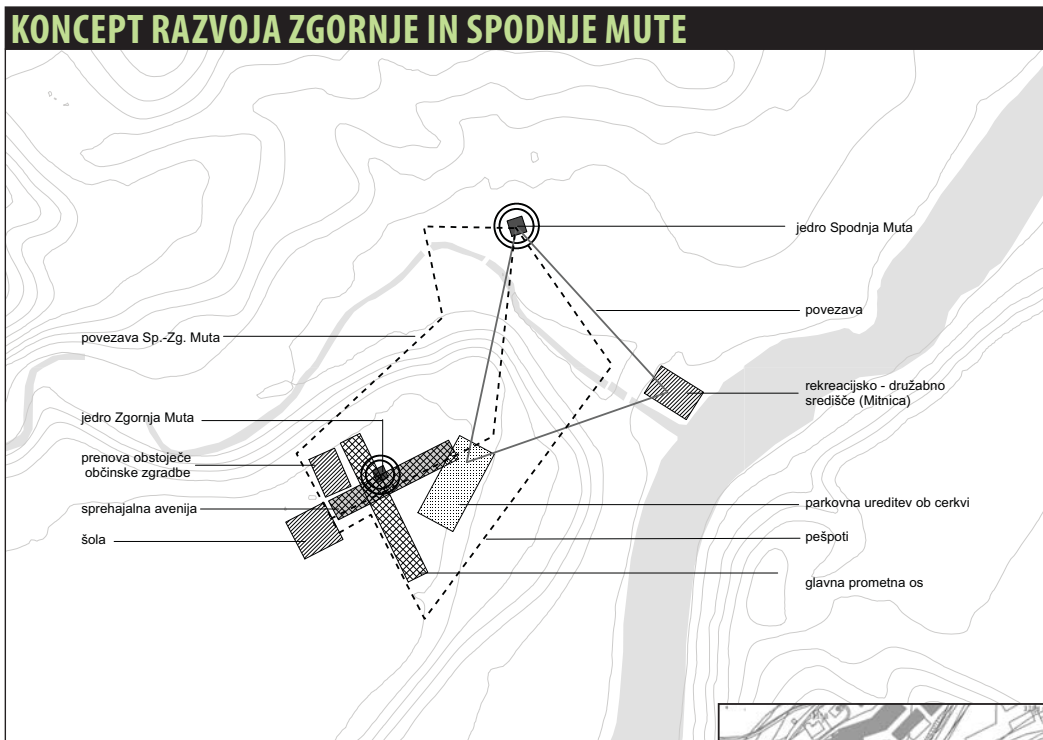 KONCEPT RAZVOJA ZGORNJE IN SPODNJE MUTE
jedro Spodnja Muta
povezava
povezava Sp.-Zg. Muta
rekreacijsko - družabno
središče (Mitnica)
jedro Zgornja Muta
prenova obstoječe
občinske zgradbe
sprehajalna avenija
parkovna ureditev ob cerkvi
šola
pešpoti
glavna prometna os